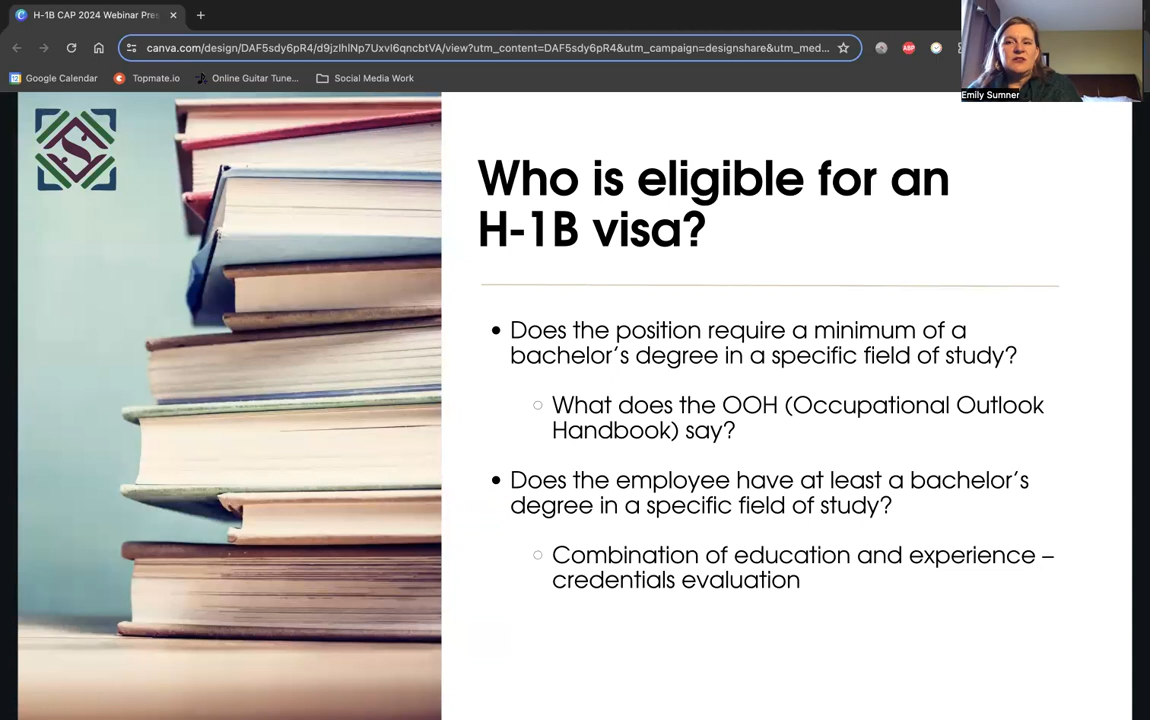 H-1B CAP 2024 Webinar Pres
canva.com/design/DAF5sdy6pR4/d9jzIhlNp7UxvI6qncbtVA/view?utm_content=DAF5sdy6pR4&utm_campaign=designshare&utm_med...
ABP
Google Calendar
Topmate.io
Online Guitar Tune...
Social Media Work
Emily Sumner
S
Who is eligible for an
H-1B visa?
• Does the position require a minimum of a
bachelor's degree in a specific field of study?
○ What does the OOH (Occupational Outlook
Handbook) say?
• Does the employee have at least a bachelor's
degree in a specific field of study?
○ Combination of education and experience –
credentials evaluation